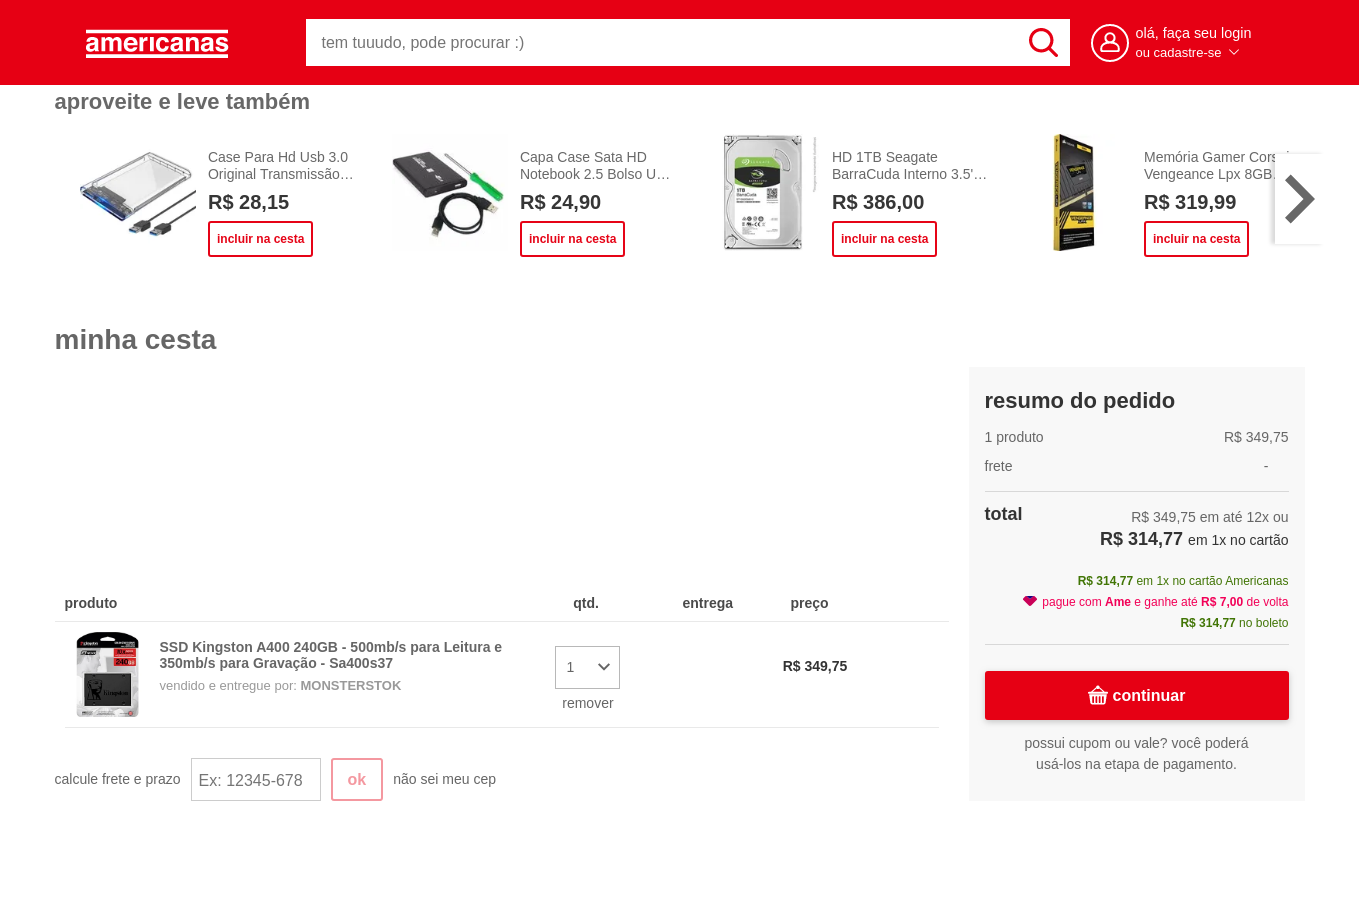 americanas
tem tuuudo, pode procurar :)
olá, faça seu login
ou cadastre-se
aproveite e leve também
Case Para Hd Usb 3.0
Original Transmissão…
R$ 28,15
incluir na cesta
Capa Case Sata HD
Notebook 2.5 Bolso U…
R$ 24,90
incluir na cesta
HD 1TB Seagate
BarraCuda Interno 3.5'…
R$ 386,00
incluir na cesta
Memória Gamer
Vengeance Lpx 8GB
R$ 319,99
incluir na cesta
minha cesta
produto qtd. entrega preço
SSD Kingston A400 240GB - 500mb/s para Leitura e
350mb/s para Gravação - Sa400s37
vendido e entregue por: MONSTERSTOK
1
remover
R$ 349,75
calcule frete e prazo Ex: 12345-678 ok não sei meu cep
resumo do pedido
1 produto R$ 349,75
frete -
total R$ 349,75 em até 12x ou
R$ 314,77 em 1x no cartão
R$ 314,77 em 1x no cartão Americanas
pague com Ame e ganhe até R$ 7,00 de volta
R$ 314,77 no boleto
continuar
possui cupom ou vale? você poderá
usá-los na etapa de pagamento.